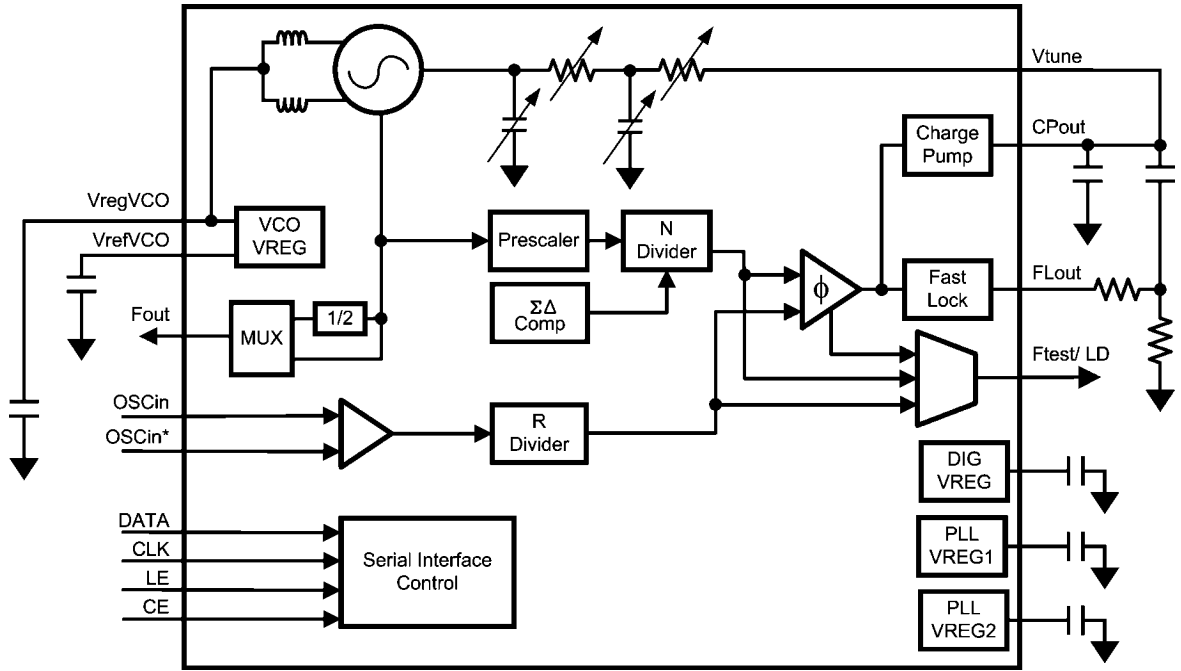 Vtune
Charge
Pump
CPout
VregVCO
VCO
VREG
VrefVCO
Prescaler
N
Divider
ΣΔ
Comp
ϕ
Fast
Lock
FLout
Fout
MUX
1/2
Ftest/ LD
OSCin
OSCin*
R
Divider
DIG
VREG
DATA
CLK
LE
CE
Serial Interface
Control
PLL
VREG1
PLL
VREG2